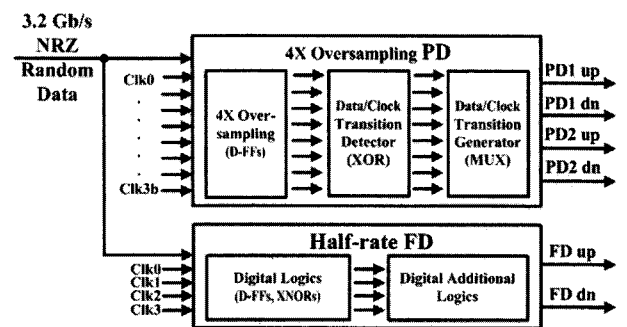 3.2 Gb/s
NRZ
Random
Data
4X Oversampling PD
Clk0
.
.
.
.
.
Clk3b
4X Over-
sampling
(D-FFs)
Data/Clock
Transition
Detector
(XOR)
Data/Clock
Transition
Generator
(MUX)
PD1 up
PD1 dn
PD2 up
PD2 dn
Half-rate FD
Clk0
Clk1
Clk2
Clk3
Digital Logics
(D-FFs, XNORs)
Digital Additional
Logics
FD up
FD dn